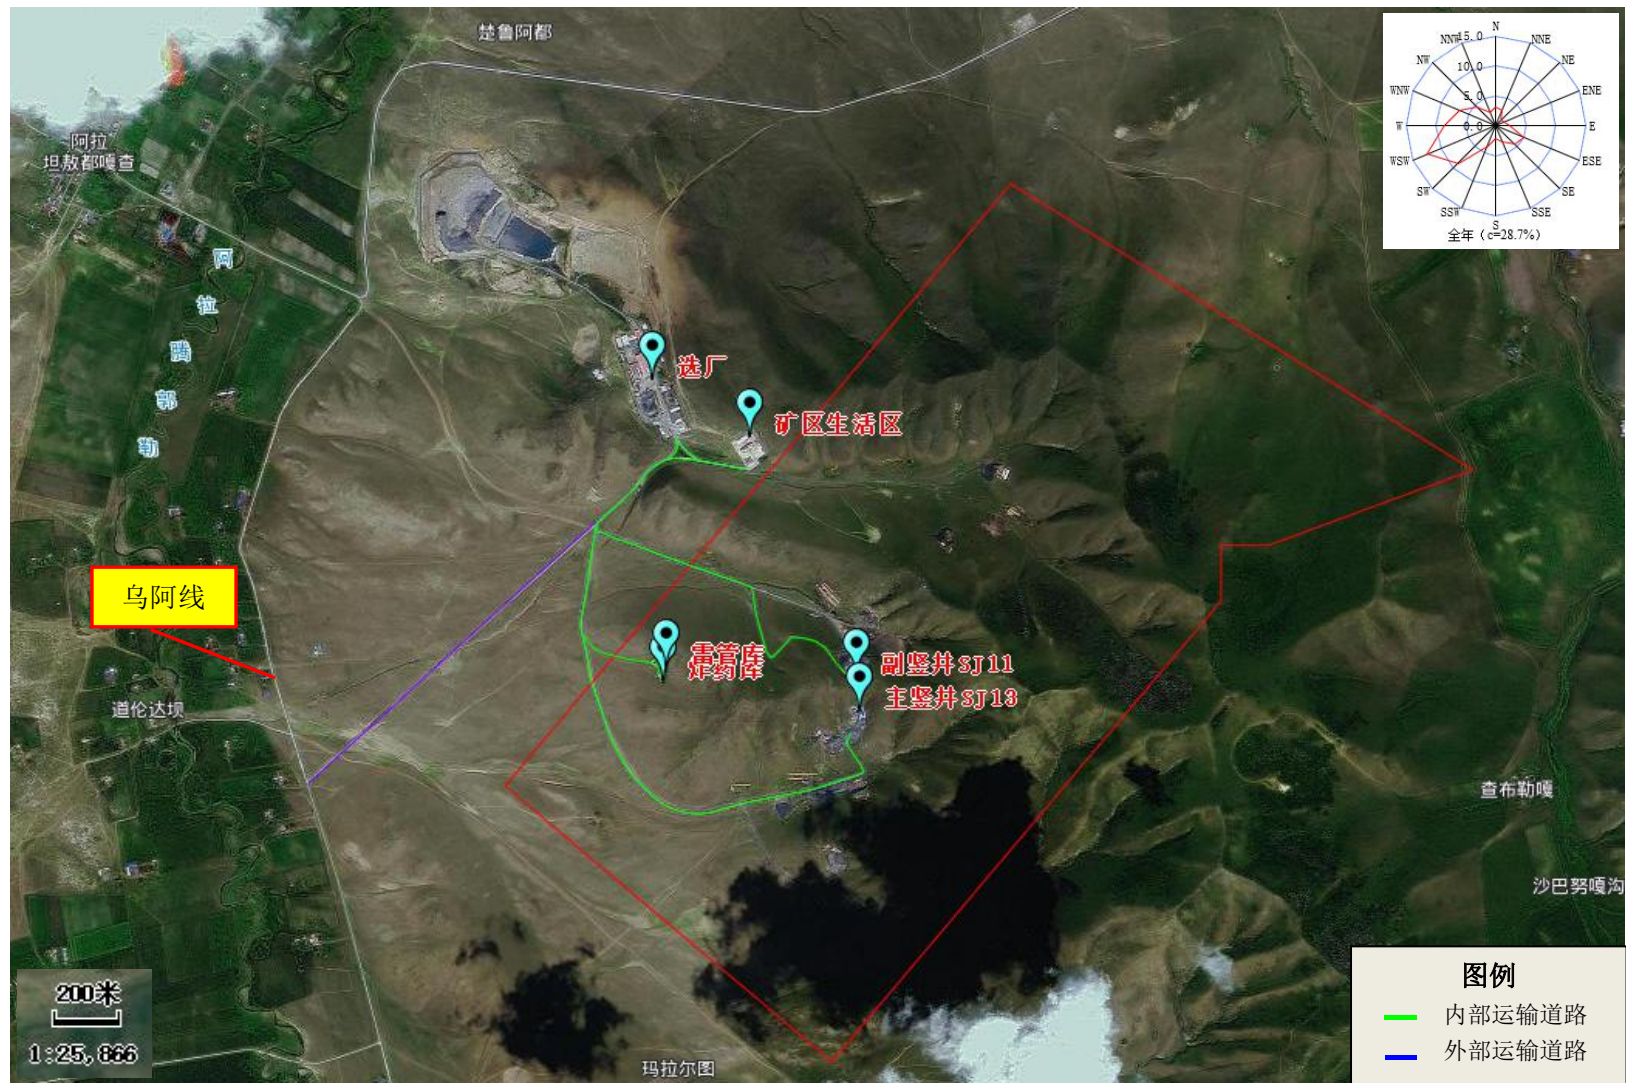 楚鲁阿都
阿拉
坦敖都嘎查
阿
拉
腾
郭
勒
选厂
矿区生活区
乌阿线
雷管库
炸药库
副竖井SJ11
主竖井SJ13
道伦达坝
查布勒嘎
沙巴努嘎沟
玛拉尔图
200米
1:25,866
N
NNE
NE
ENE
E
ESE
SE
SSE
S
SSW
SW
WSW
W
WNW
NW
NNW
15.0
10.0
5.0
0.0
全年（c=28.7%）
图例
内部运输道路
外部运输道路